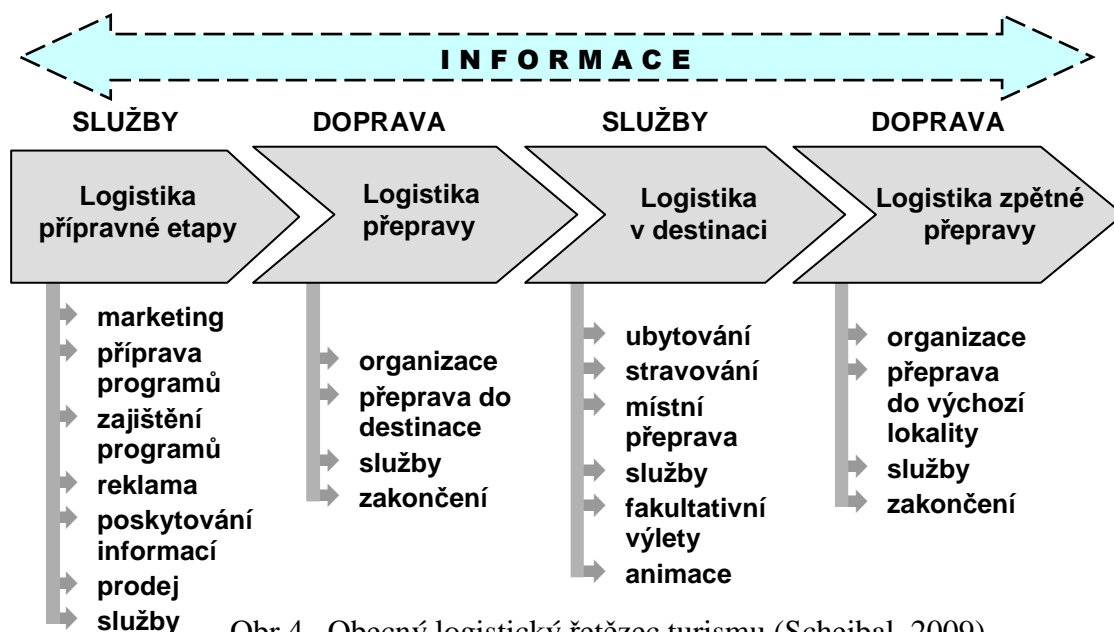 INFORMACE
SLUŽBY
DOPRAVA
SLUŽBY
DOPRAVA
Logistika
přípravné etapy
Logistika
přepravy
Logistika
v destinaci
Logistika zpětné
přepravy
marketing
příprava
programů
zajištění
programů
reklama
poskytování
informací
prodej
služby
organizace
přeprava do
destinace
služby
zakončení
ubytování
stravování
místní
přeprava
služby
fakultativní
výlety
animace
organizace
přeprava
do výchozí
lokality
služby
zakončení
Obr.4 Obecný logistický řetězec turismu (Schejbal, 2009)